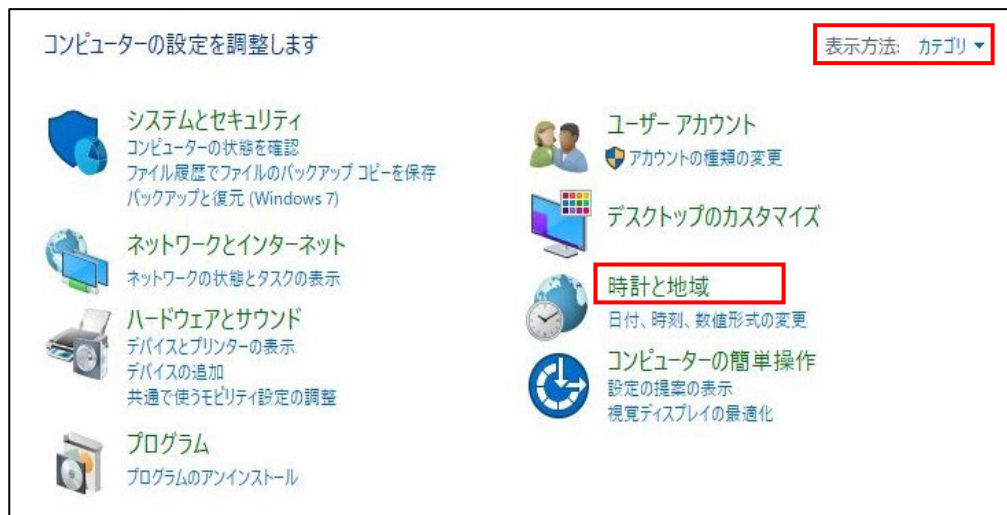 コンピューターの設定を調整します
表示方法: カテゴリ
システムとセキュリティ
コンピューターの状態を確認
ファイル履歴でファイルのバックアップ コピーを保存
バックアップと復元 (Windows 7)
ネットワークとインターネット
ネットワークの状態とタスクの表示
ハードウェアとサウンド
デバイスとプリンターの表示
デバイスの追加
共通で使うモビリティ設定の調整
プログラム
プログラムのアンインストール
ユーザー アカウント
アカウントの種類の変更
デスクトップのカスタマイズ
時計と地域
日付、時刻、数値形式の変更
コンピューターの簡単操作
設定の提案の表示
視覚ディスプレイの最適化